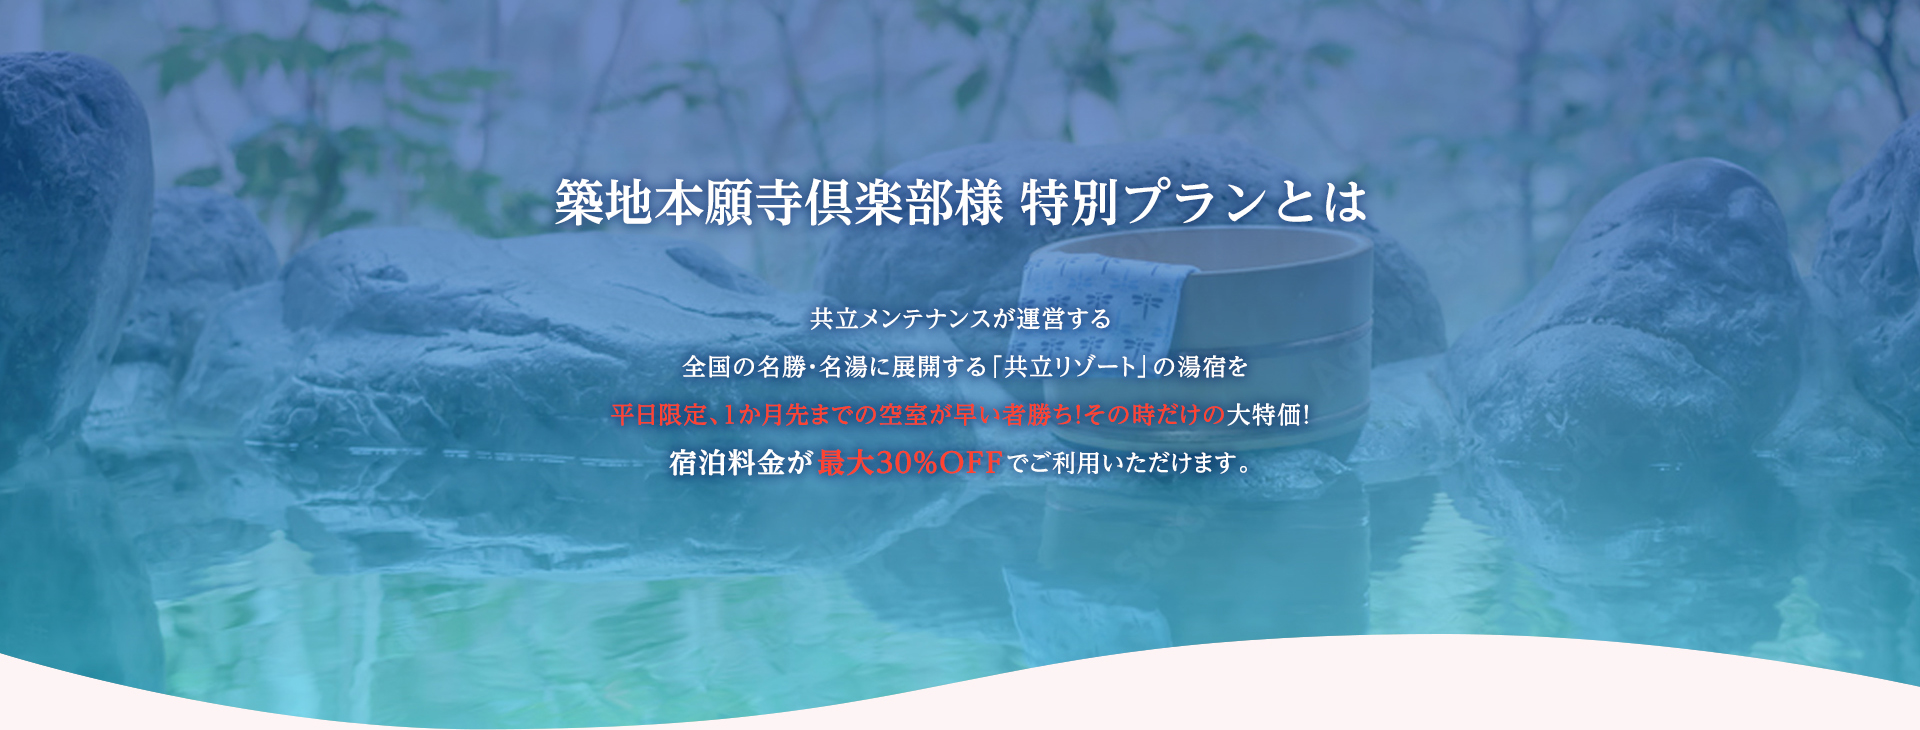 築地本願寺倶楽部様 特別プランとは
共立メンテナンスが運営する
全国の名勝・名湯に展開する「共立リゾート」の湯宿を
平日限定、1か月先までの空室が早い者勝ち!その時だけの大特価!
宿泊料金が最大30%OFFでご利用いただけます。